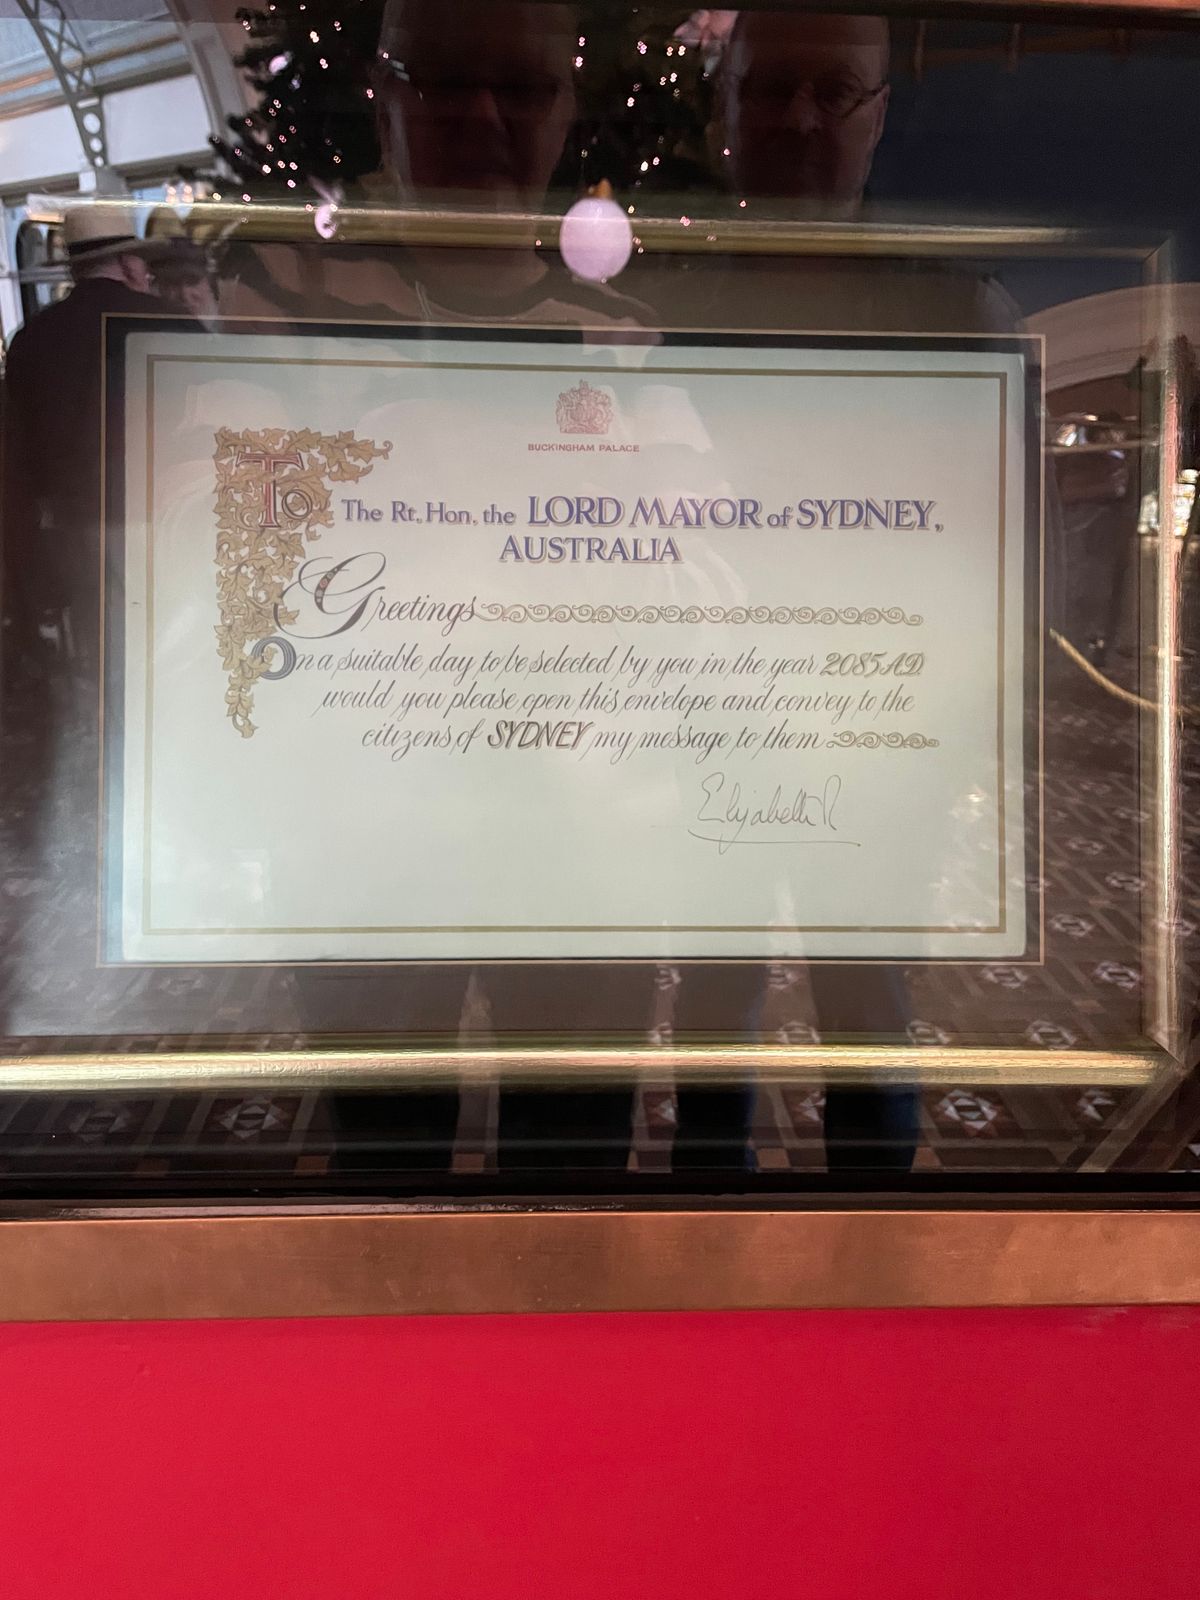 BUCKINGHAM PALACE
To The Rt. Hon. the LORD MAYOR of SYDNEY,
AUSTRALIA
Greetings
On a suitable day to be selected by you in the year 2085 A.D.
would you please open this envelope and convey to the
citizens of SYDNEY my message to them
Elizabeth R